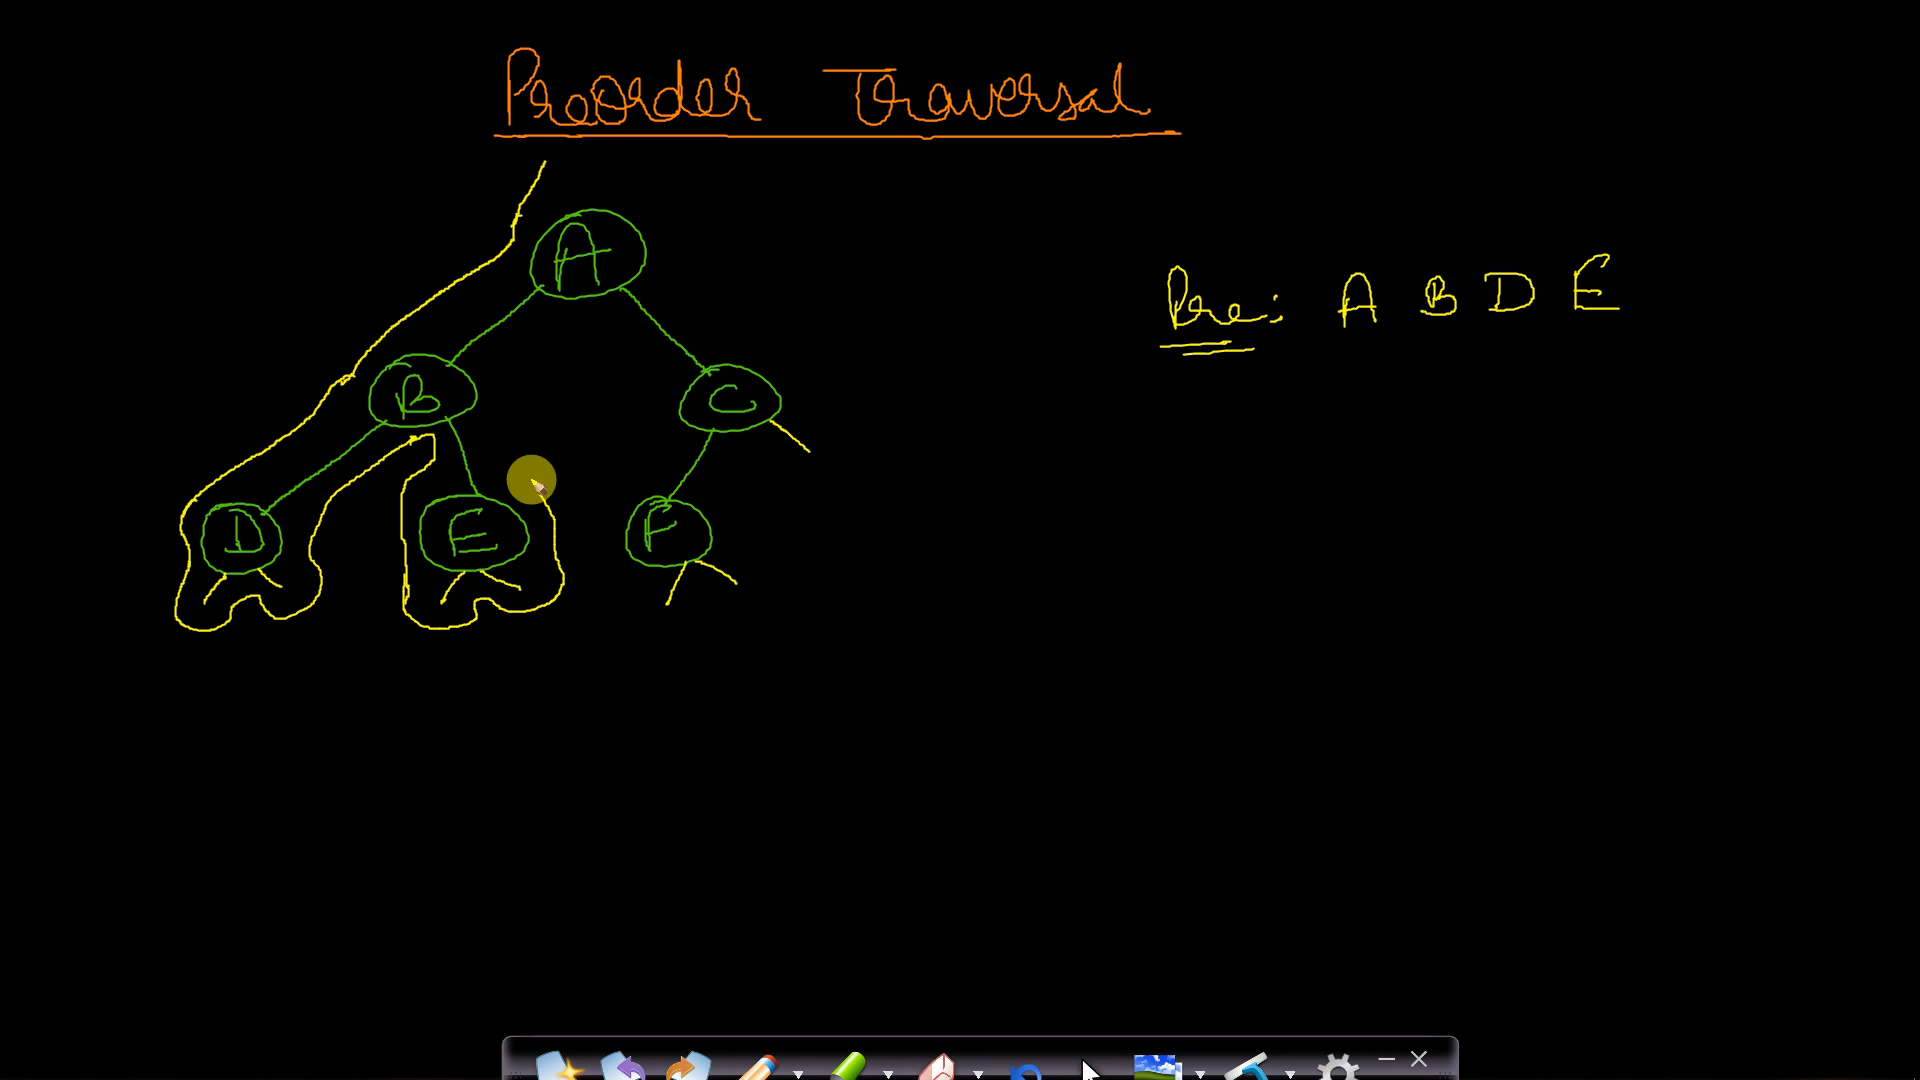 Preorder Traversal
A
Pre: A B D E
B C
D E F